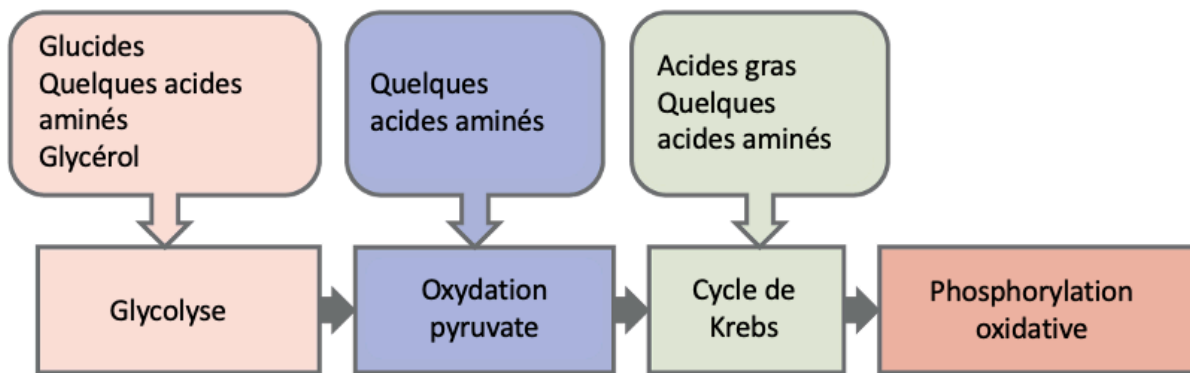 Glucides
Quelques acides
aminés
Glycérol
Quelques
acides aminés
Acides gras
Quelques
acides aminés
Glycolyse
Oxydation
pyruvate
Cycle de
Krebs
Phosphorylation
oxidative